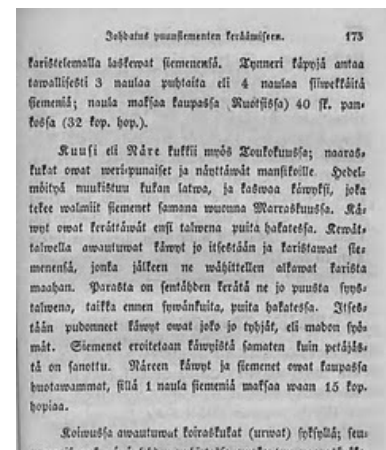 Johdatus puunsiementen keräämiseen. 173
karistelemalla laskewat siemenensä. Tynneri käpyjä antaa
tawallisesti 3 naulaa puhtaita eli 4 naulaa siiwekkäitä
siemeniä; naula maksaa kaupassa (Ruotsissa) 40 sk. pan-
kossa (32 kop. hop.).
Kuusi eli Näre kukkii myös Toukokuussa; naaras-
kukat owat weri-punaiset ja näyttäwät mansikoille. Hedel-
möityä muukistuu kukan latwa, ja kaswaa käwyksi, joka
tekee walmiit siemenet samana wuonna Marraskuussa. Kä-
wyt owat kerättäwät ensi talwena puita hakatessa. Kewät-
talwella awautuwat käwyt jo itsestään ja karistawat sie-
menensä, jonka jälkeen ne wähittellen alkawat karista
maahan. Parasta on sentähden kerätä ne jo puusta syys-
talwena, taikka ennen sywänkuita, puita hakatessa. Itses-
tään pudonneet käwyt owat joko jo tyhjät, eli madon syö-
mät. Siemenet eroitetaan käwyistä samaten kuin petäjäs-
tä on sanottu. Näreen käwyt ja siemenet owat kaupassa
huotawammat, sillä 1 naula siemeniä maksaa waan 15 kop.
hopiaa.
Koiwussa awautuwat koiraskukat (urwat) syksyllä;